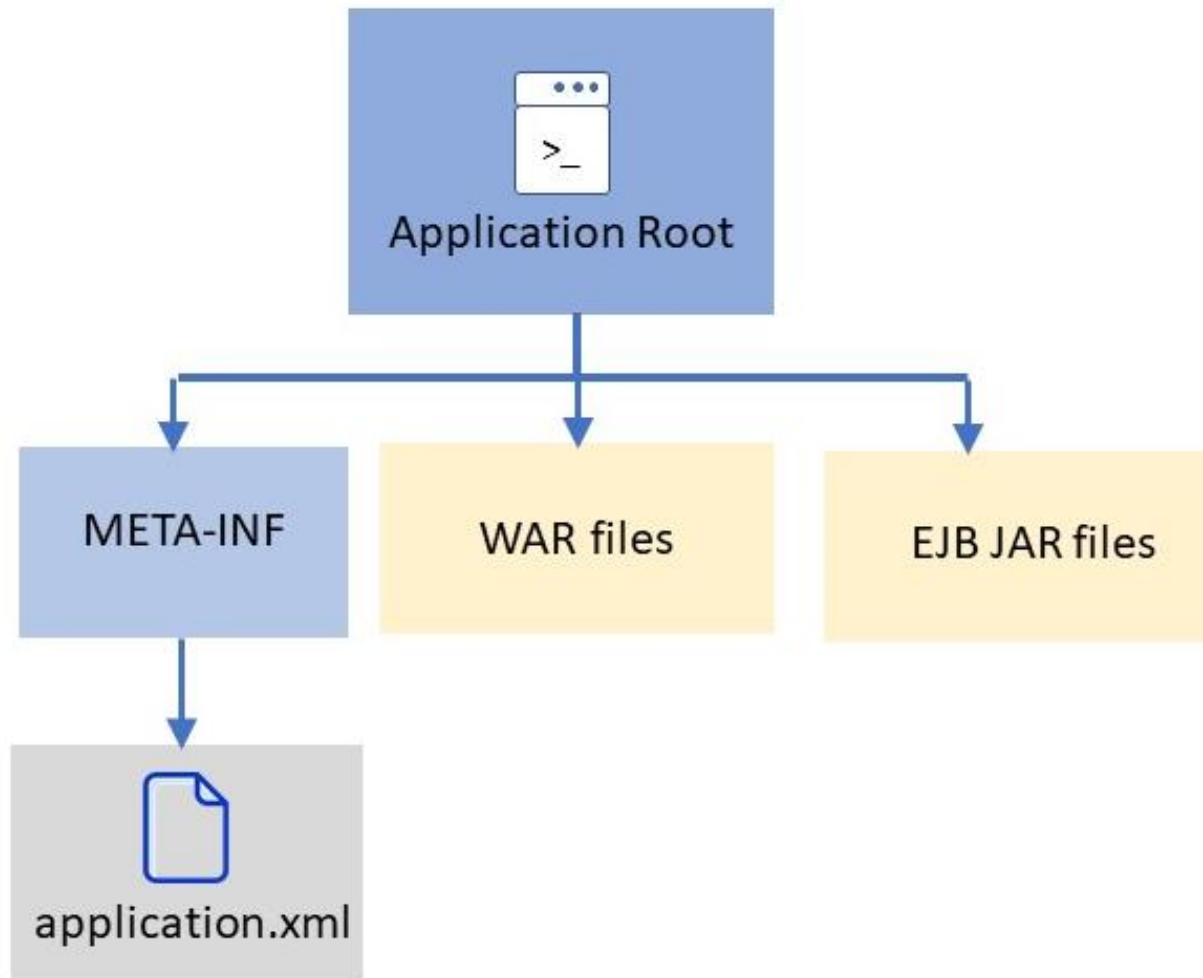 >_
Application Root
META-INF
WAR files
EJB JAR files
application.xml